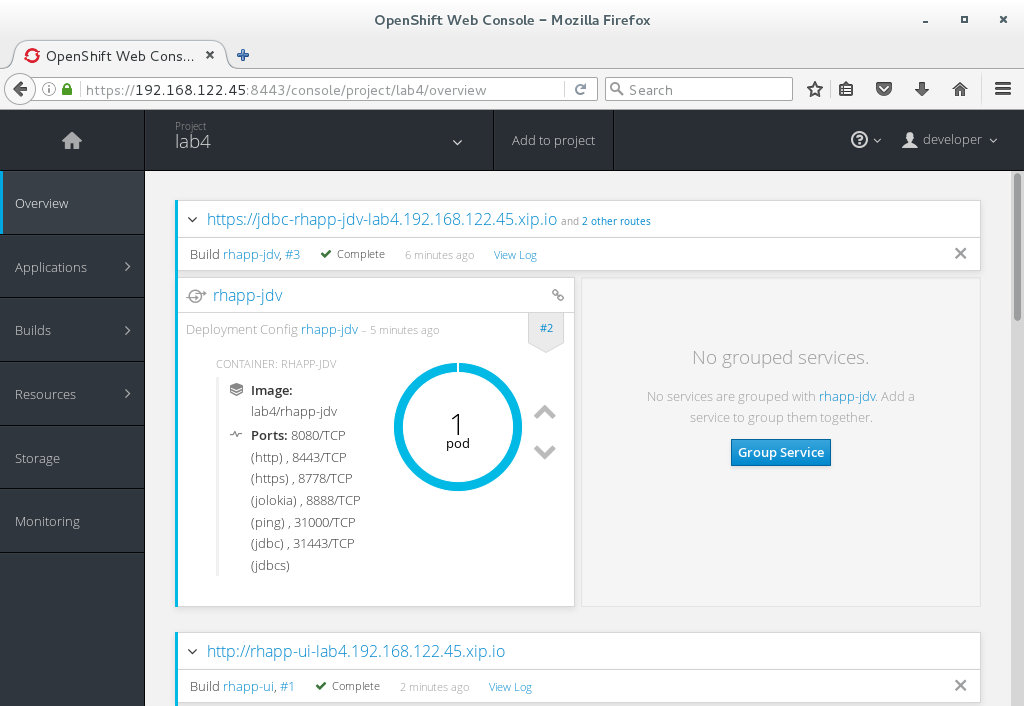 OpenShift Web Console – Mozilla Firefox
OpenShift Web Cons...
https://192.168.122.45:8443/console/project/lab4/overview
Search
Project
lab4
Add to project
developer
Overview
Applications
Builds
Resources
Storage
Monitoring
https://jdbc-rhapp-jdv-lab4.192.168.122.45.xip.io and 2 other routes
Build rhapp-jdv, #3 Complete 6 minutes ago View Log
rhapp-jdv
Deployment Config rhapp-jdv – 5 minutes ago
#2
CONTAINER: RHAPP-JDV
Image:
lab4/rhapp-jdv
Ports: 8080/TCP
(http) , 8443/TCP
(https) , 8778/TCP
(jolokia) , 8888/TCP
(ping) , 31000/TCP
(jdbc) , 31443/TCP
(jdbcs)
1
pod
No grouped services.
No services are grouped with rhapp-jdv. Add a
service to group them together.
Group Service
http://rhapp-ui-lab4.192.168.122.45.xip.io
Build rhapp-ui, #1 Complete 2 minutes ago View Log